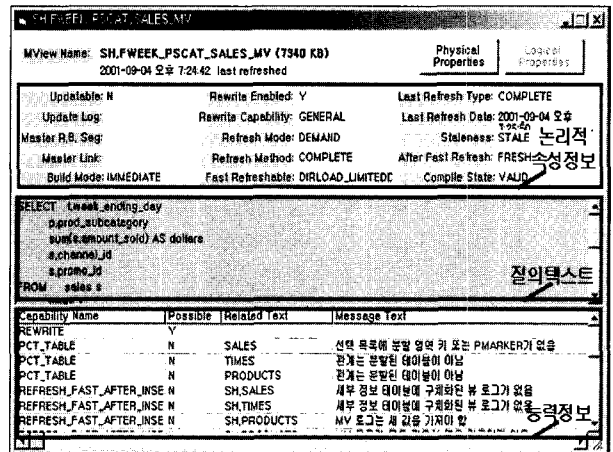 SH.FWEEK_PSCAT_SALES_MV
MView Name: SH.FWEEK_PSCAT_SALES_MV (7340 KB)
2001-09-04 오후 7:24:42 last refreshed
Physical Properties
Logical Properties
Updatable: N
Rewrite Enabled: Y
Last Refresh Type: COMPLETE
Update Log:
Rewrite Capability: GENERAL
Last Refresh Date: 2001-09-04 오후
Master R.B. Seg:
Refresh Mode: DEMAND
Staleness: STALE
논리적
Master Link:
Refresh Method: COMPLETE
After Fast Refresh: FRESH
속성정보
Build Mode: IMMEDIATE
Fast Refreshable: DIRLOAD_LIMITEDD
Compile State: VALID
SELECT t.week_ending_day
p.prod_subcategory
sum(s.amount_sold) AS dollars
s.channel_id
s.promo_id
FROM sales s
질의텍스트
Capability Name Possible Related Text Message Text
REWRITE Y
PCT_TABLE N SALES 선택 목록에 분할 영역 키 또는 PMARKER가 없음
PCT_TABLE N TIMES 관계는 분할된 테이블이 아님
PCT_TABLE N PRODUCTS 관계는 분할된 테이블이 아님
REFRESH_FAST_AFTER_INSE N SH.SALES 세부 정보 테이블에 구체화된 뷰 로그가 없음
REFRESH_FAST_AFTER_INSE N SH.TIMES 세부 정보 테이블에 구체화된 뷰 로그가 없음
REFRESH_FAST_AFTER_INSE N SH.PRODUCTS MV 로그는 새 값을 가져야 함
능력정보